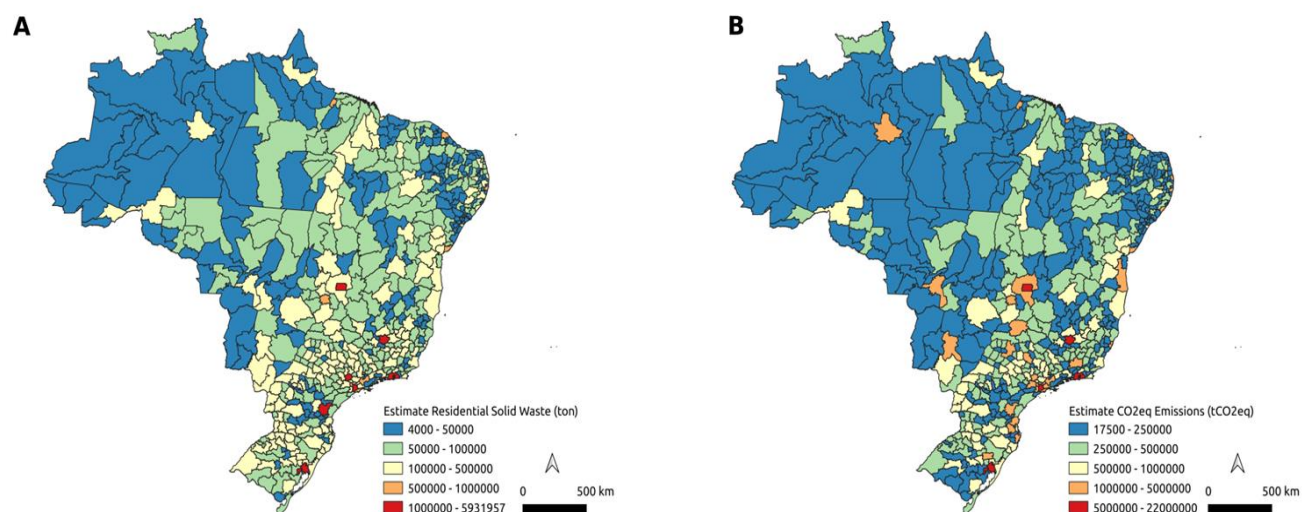 A
B
Estimate Residential Solid Waste (ton)
4000 - 50000
50000 - 100000
100000 - 500000
500000 - 1000000
1000000 - 5931957
0 500 km
Estimate CO2eq Emissions (tCO2eq)
17500 - 250000
250000 - 500000
500000 - 1000000
1000000 - 5000000
5000000 - 22000000
0 500 km